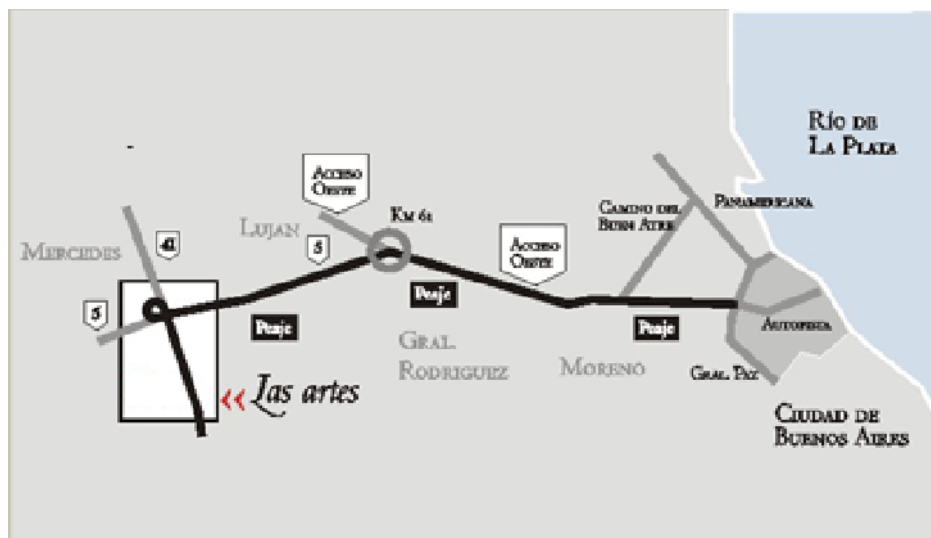 RÍO DE
LA PLATA
ACCESO
OESTE
KM 62
CAMINO DEL
BUEN AIRE
PANAMERICANA
LUJAN
MERCEDES
5
ACCESO
OESTE
41
5
Peaje
Peaje
Peaje
AUTOPISTA
GRAL.
RODRIGUEZ
MORENO
GRAL. PAZ
<< Las artes
CIUDAD DE
BUENOS AIRES